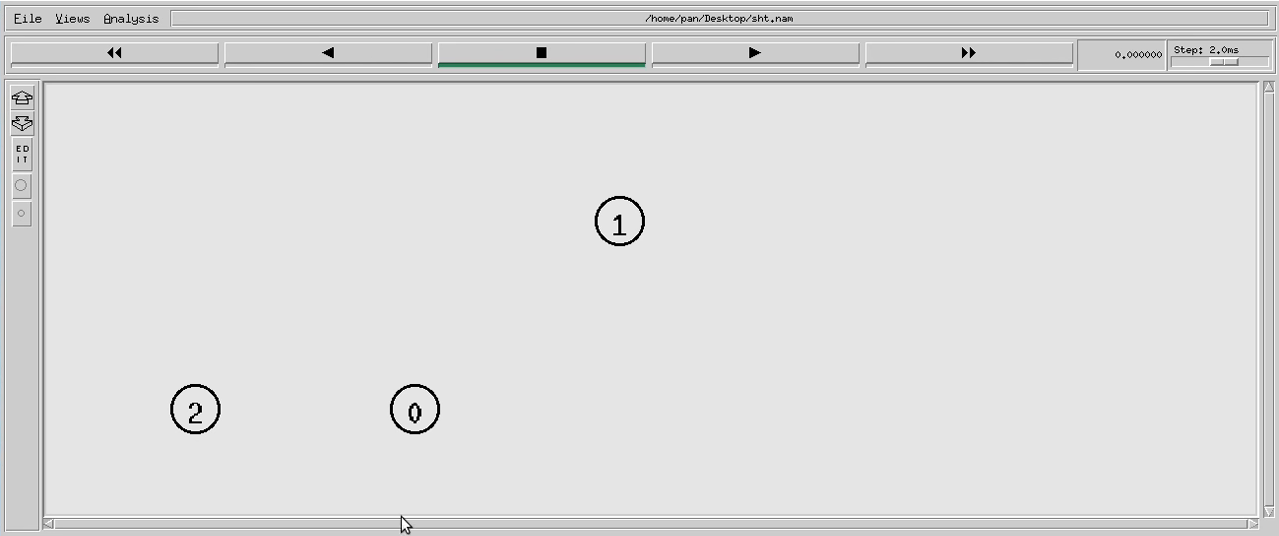 File Views Analysis /home/pan/Desktop/sht.nam
0.000000 Step: 2.0ms
ED
IT
1
2 0